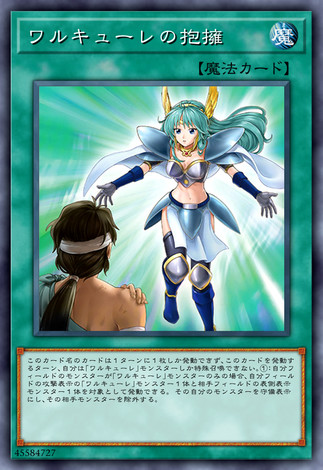 ワルキューレの抱擁
魔
【魔法カード】
このカード名のカードは１ターンに１枚しか発動できず、このカードを発動す
るターン、自分は「ワルキューレ」モンスターしか特殊召喚できない。①：自分
フィールドのモンスターが「ワルキューレ」モンスターのみの場合、自分フィール
ドの攻撃表示の「ワルキューレ」モンスター１体と相手フィールドの表側表示
モンスター１体を対象として発動できる。その自分のモンスターを守備表示
にし、その相手モンスターを除外する。
45584727